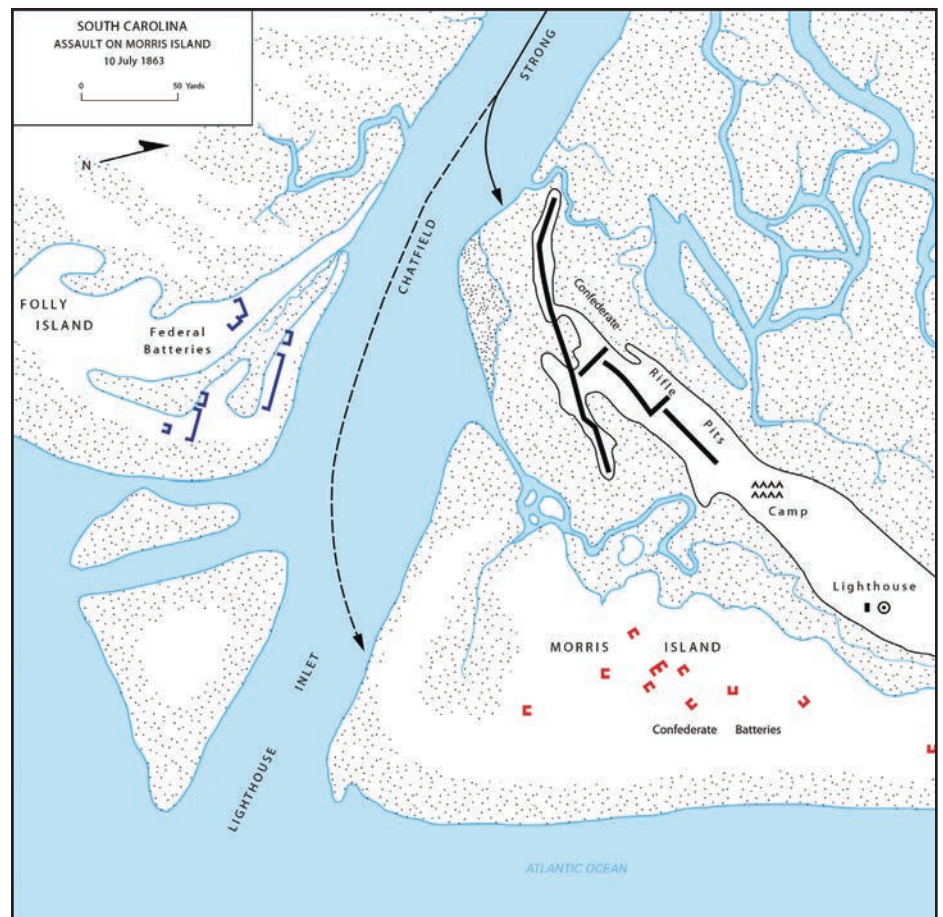 SOUTH CAROLINA
ASSAULT ON MORRIS ISLAND
10 July 1863
0 50 Yards
N
STRONG
CHATFIELD
FOLLY
ISLAND
Federal
Batteries
Confederate
Rifle
Pits
Camp
Lighthouse
MORRIS ISLAND
Confederate Batteries
LIGHTHOUSE INLET
ATLANTIC OCEAN